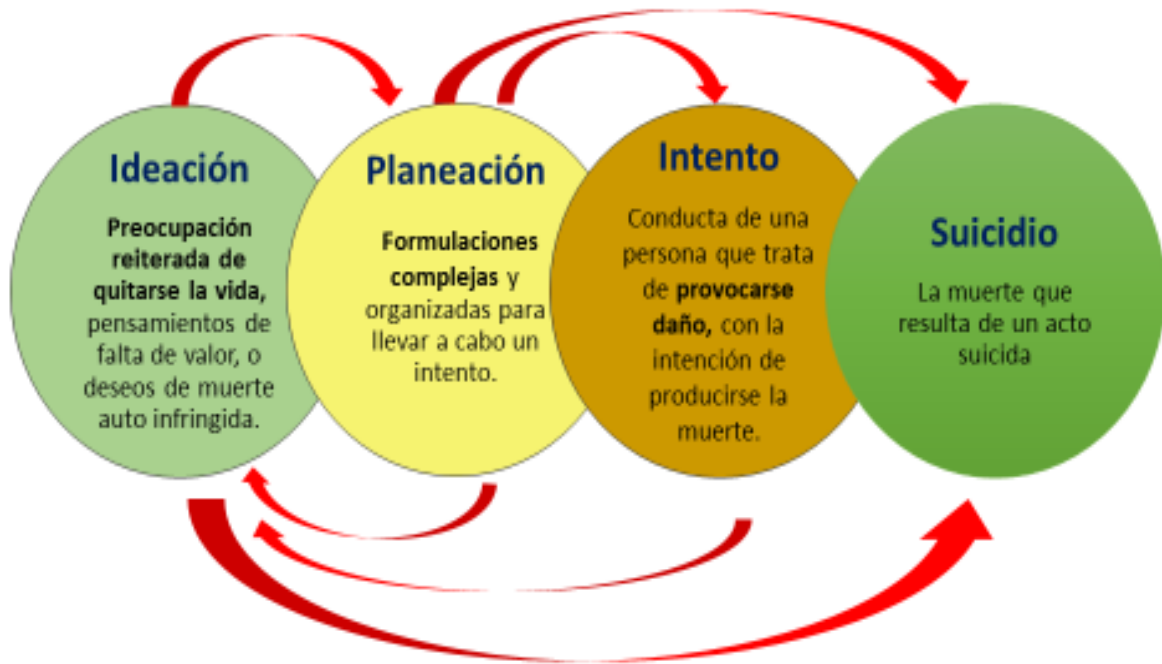 Ideación
Preocupación
reiterada de
quitarse la vida,
pensamientos de
falta de valor, o
deseos de muerte
auto infringida.
Planeación
Formulaciones
complejas y
organizadas para
llevar a cabo un
intento.
Intento
Conducta de una
persona que trata
de provocarse
daño, con la
intención de
producirse la
muerte.
Suicidio
La muerte que
resulta de un acto
suicida